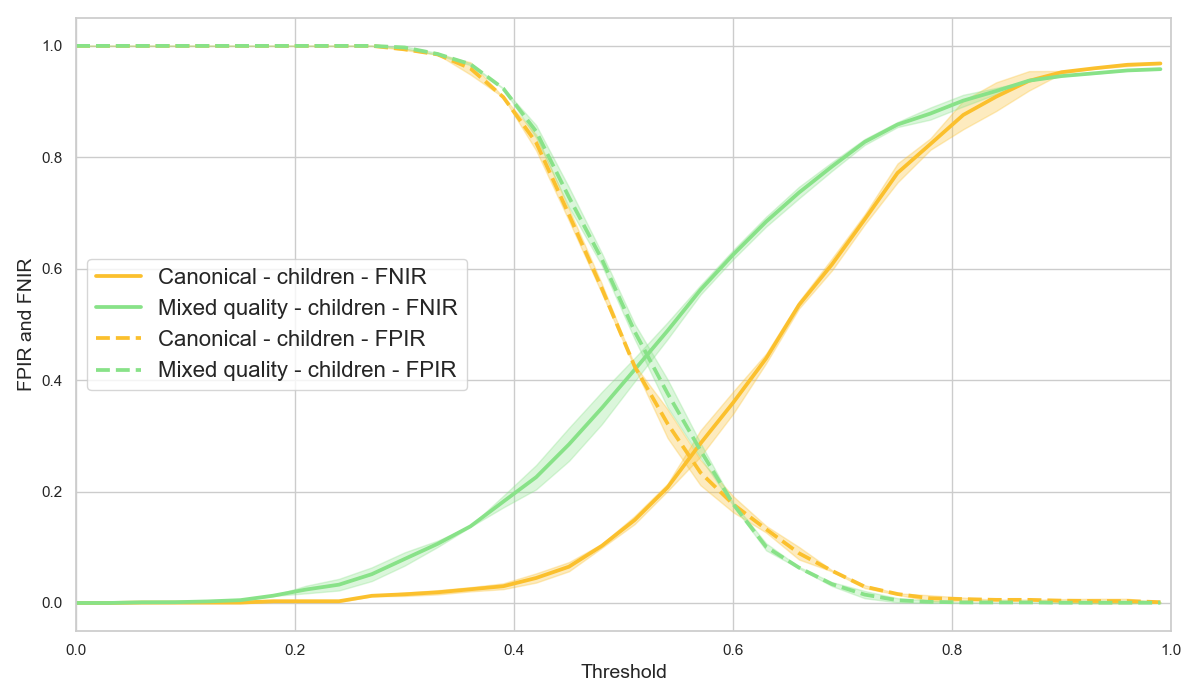 1.0
0.8
0.6
0.4
0.2
0.0
FPIR and FNIR
Canonical - children - FNIR
Mixed quality - children - FNIR
Canonical - children - FPIR
Mixed quality - children - FPIR
0.0 0.2 0.4 0.6 0.8 1.0
Threshold